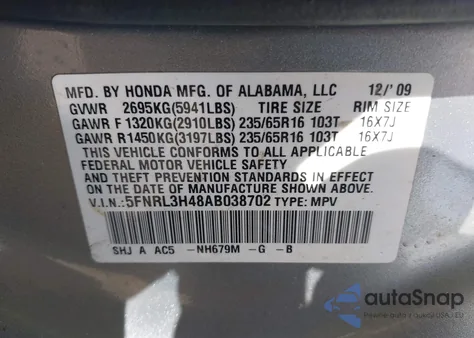 MFD. BY HONDA MFG. OF ALABAMA, LLC 12/'09
GVWR 2695KG(5941LBS) TIRE SIZE RIM SIZE
GAWR F 1320KG(2910LBS) 235/65R16 103T 16X7J
GAWR R1450KG(3197LBS) 235/65R16 103T 16X7J
THIS VEHICLE CONFORMS TO ALL APPLICABLE
FEDERAL MOTOR VEHICLE SAFETY
AND THEFT PREVENTION STANDARDS IN EFFECT ON
THE DATE OF MANUFACTURE SHOWN ABOVE.
V.I.N.: 5FNRL3H48AB038702 TYPE: MPV
SHJ A AC5 -NH679M -G -B
autoSnap